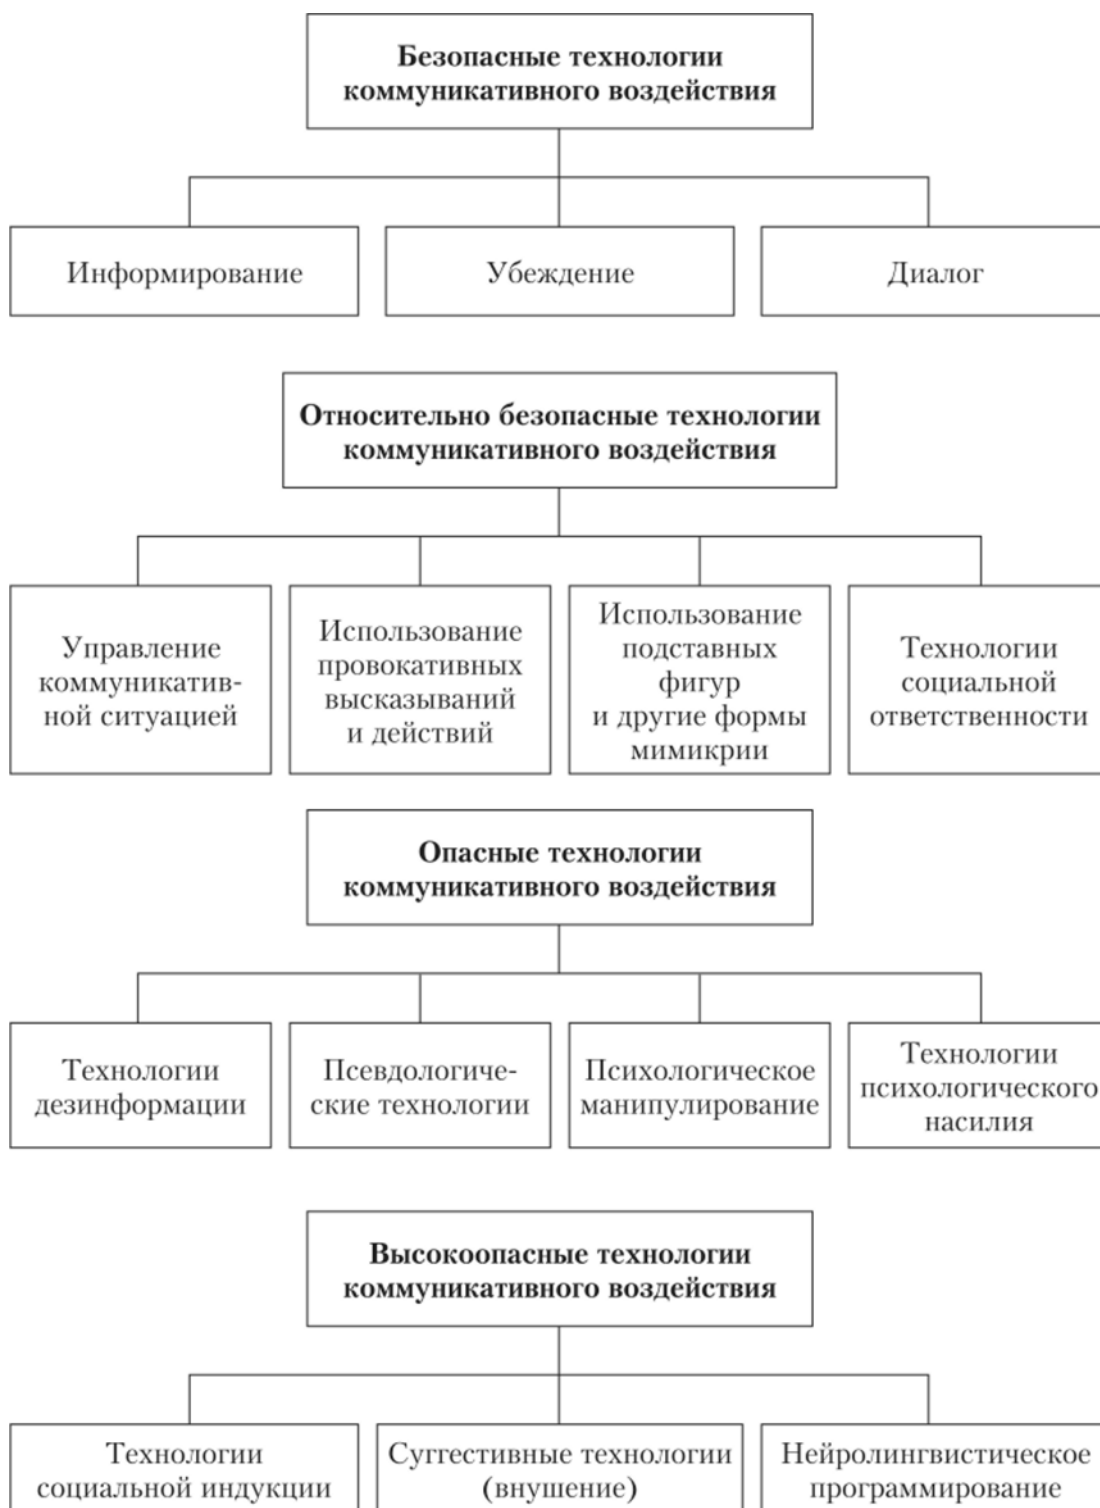 Безопасные технологии
коммуникативного воздействия
Информирование
Убеждение
Диалог
Относительно безопасные технологии
коммуникативного воздействия
Управление
коммуникатив-
ной ситуацией
Использование
провокативных
высказываний
и действий
Использование
подставных
фигур
и другие формы
мимикрии
Технологии
социальной
ответственности
Опасные технологии
коммуникативного воздействия
Технологии
дезинформации
Псевдологиче-
ские технологии
Психологическое
манипулирование
Технологии
психологического
насилия
Высокоопасные технологии
коммуникативного воздействия
Технологии
социальной индукции
Суггестивные технологии
(внушение)
Нейролингвистическое
программирование